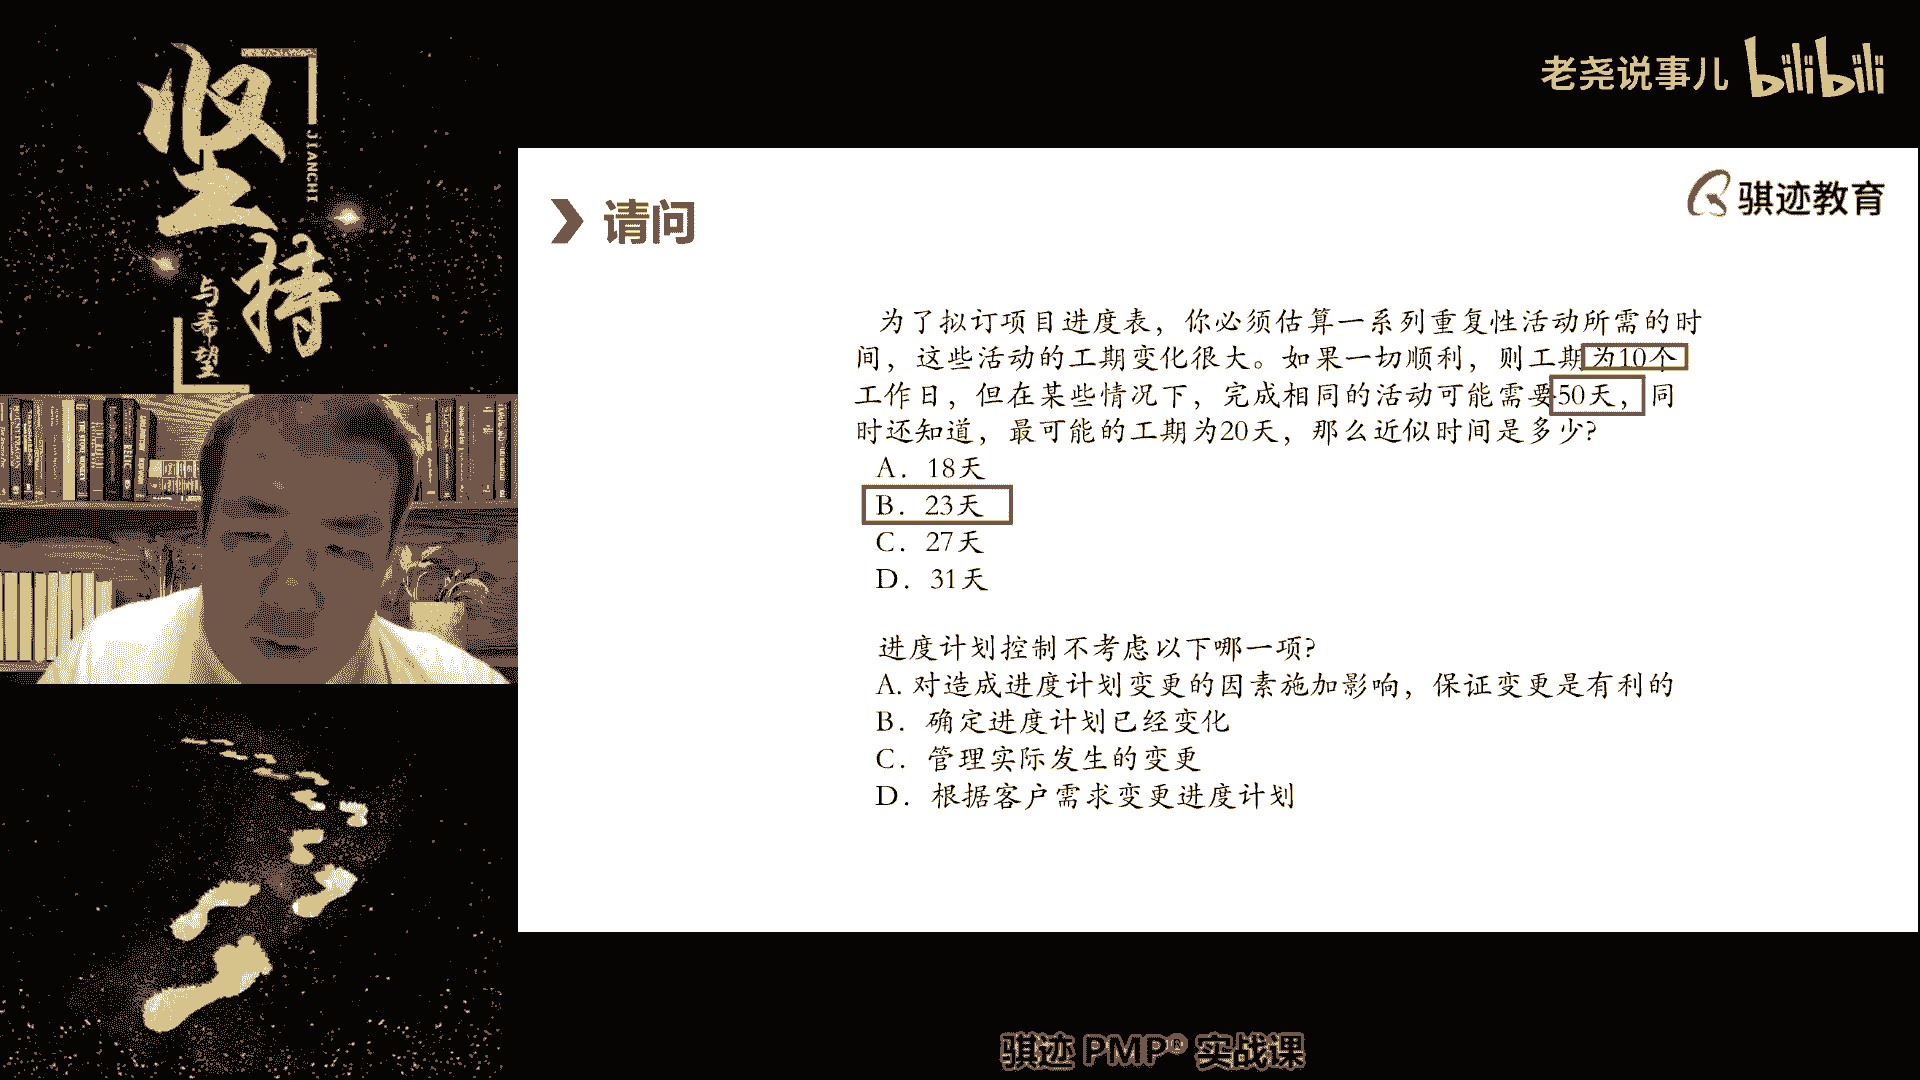 坚持
JIANCHI
与希望
老尧说事儿 bilibili
骐迹教育
请问
为了拟订项目进度表，你必须估算一系列重复性活动所需的时
间，这些活动的工期变化很大。如果一切顺利，则工期为10个
工作日，但在某些情况下，完成相同的活动可能需要50天，同
时还知道，最可能的工期为20天，那么近似时间是多少?
A．18天
B．23天
C．27天
D．31天
进度计划控制不考虑以下哪一项?
A. 对造成进度计划变更的因素施加影响，保证变更是有利的
B．确定进度计划已经变化
C．管理实际发生的变更
D．根据客户需求变更进度计划
骐迹 PMP® 实战课